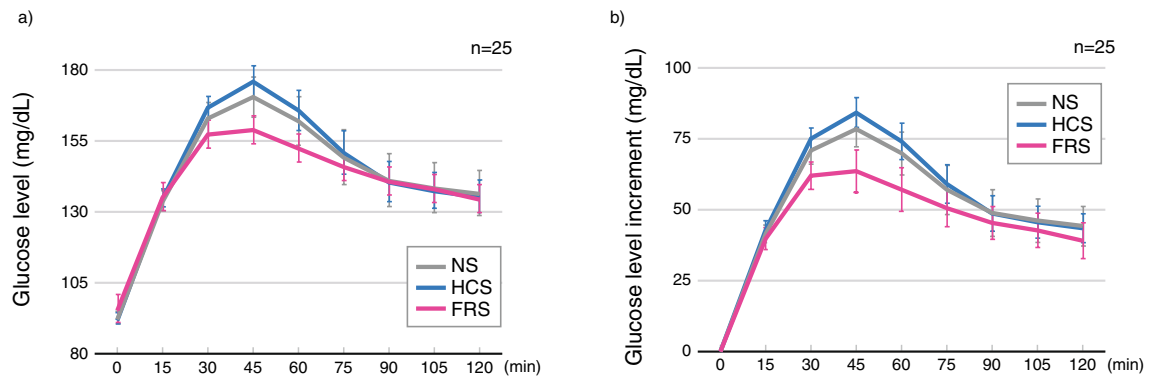 a)
n=25
Glucose level (mg/dL)
180
155
130
105
80
NS
HCS
FRS
0 15 30 45 60 75 90 105 120 (min)
b)
n=25
Glucose level increment (mg/dL)
100
75
50
25
0
NS
HCS
FRS
0 15 30 45 60 75 90 105 120 (min)